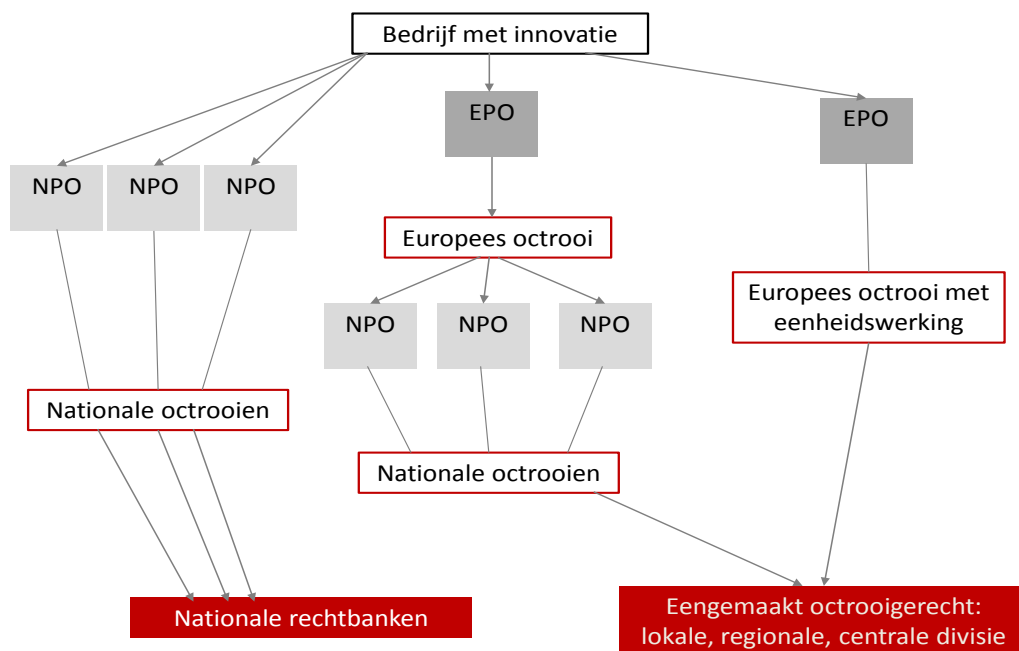 Bedrijf met innovatie
EPO
EPO
NPO
NPO
NPO
Europees octrooi
Europees octrooi met
eenheidswerking
NPO
NPO
NPO
Nationale octrooien
Nationale octrooien
Nationale rechtbanken
Eengemaakt octrooigerecht:
lokale, regionale, centrale divisie